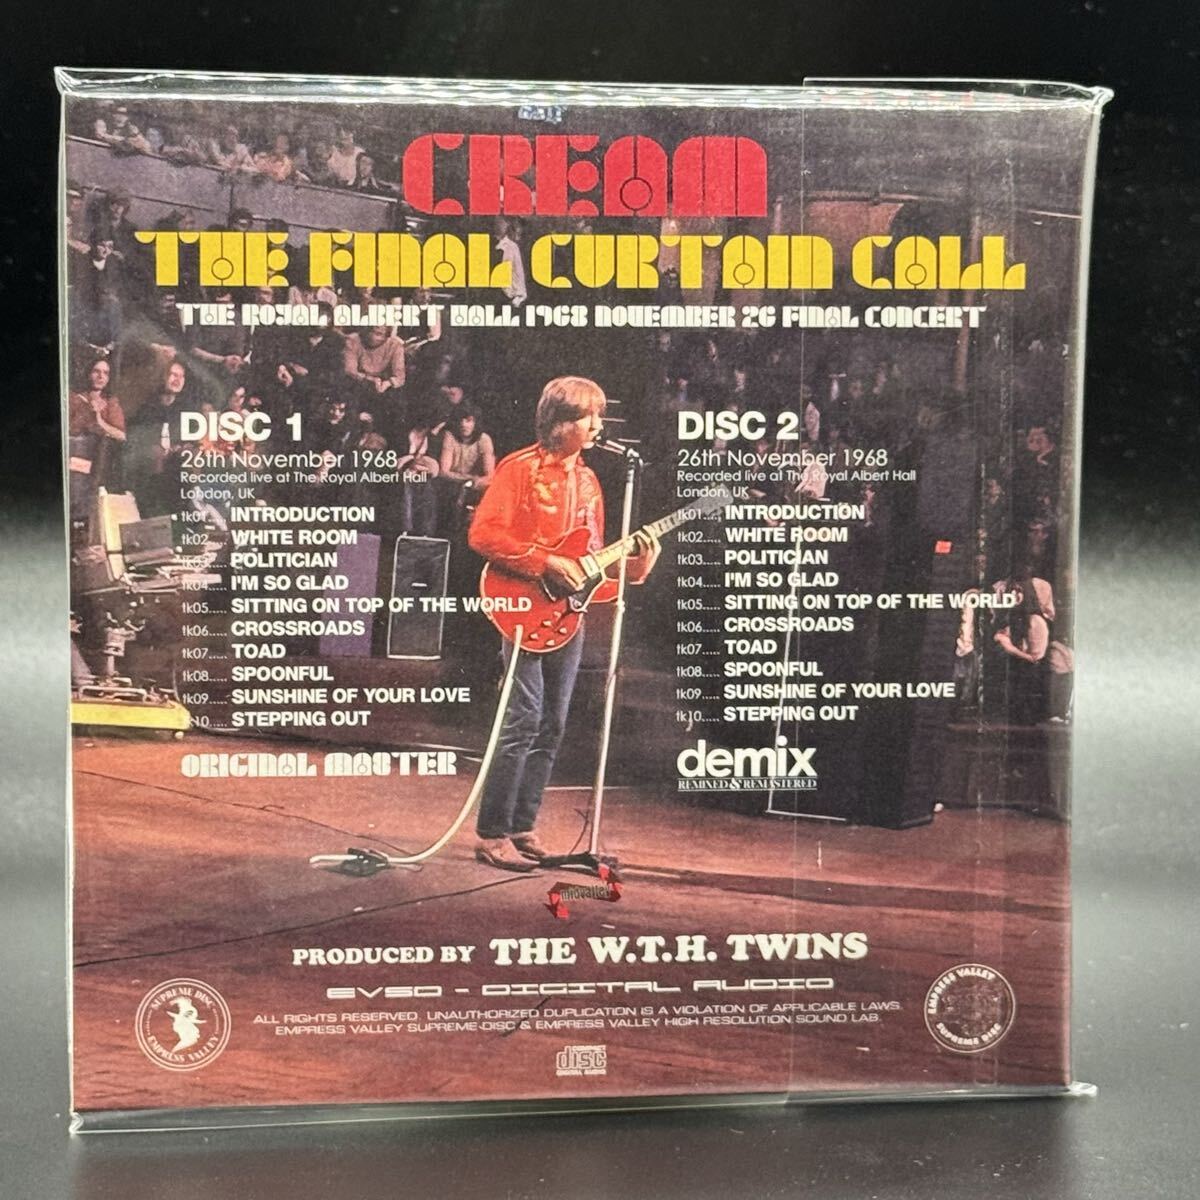 CREAM
THE FINAL CURTAIN CALL
THE ROYAL ALBERT HALL 1968 NOVEMBER 26 FINAL CONCERT
DISC 1
26th November 1968
Recorded live at The Royal Albert Hall
London, UK
tk01..... INTRODUCTION
tk02..... WHITE ROOM
tk03..... POLITICIAN
tk04..... I'M SO GLAD
tk05..... SITTING ON TOP OF THE WORLD
tk06..... CROSSROADS
tk07..... TOAD
tk08..... SPOONFUL
tk09..... SUNSHINE OF YOUR LOVE
tk10..... STEPPING OUT
ORIGINAL MASTER
DISC 2
26th November 1968
Recorded live at The Royal Albert Hall
London, UK
tk01..... INTRODUCTION
tk02..... WHITE ROOM
tk03..... POLITICIAN
tk04..... I'M SO GLAD
tk05..... SITTING ON TOP OF THE WORLD
tk06..... CROSSROADS
tk07..... TOAD
tk08..... SPOONFUL
tk09..... SUNSHINE OF YOUR LOVE
tk10..... STEPPING OUT
demix
REMIXED & REMASTERED
midvalley
PRODUCED BY THE W.T.H. TWINS
EVSD - DIGITAL AUDIO
ALL RIGHTS RESERVED. UNAUTHORIZED DUPLICATION IS A VIOLATION OF APPLICABLE LAWS.
EMPRESS VALLEY SUPREME DISC & EMPRESS VALLEY HIGH RESOLUTION SOUND LAB.
SUPREME DISC
EMPRESS VALLEY
EMPRESS VALLEY
SUPREME DISC
COMPACT
disc
DIGITAL AUDIO